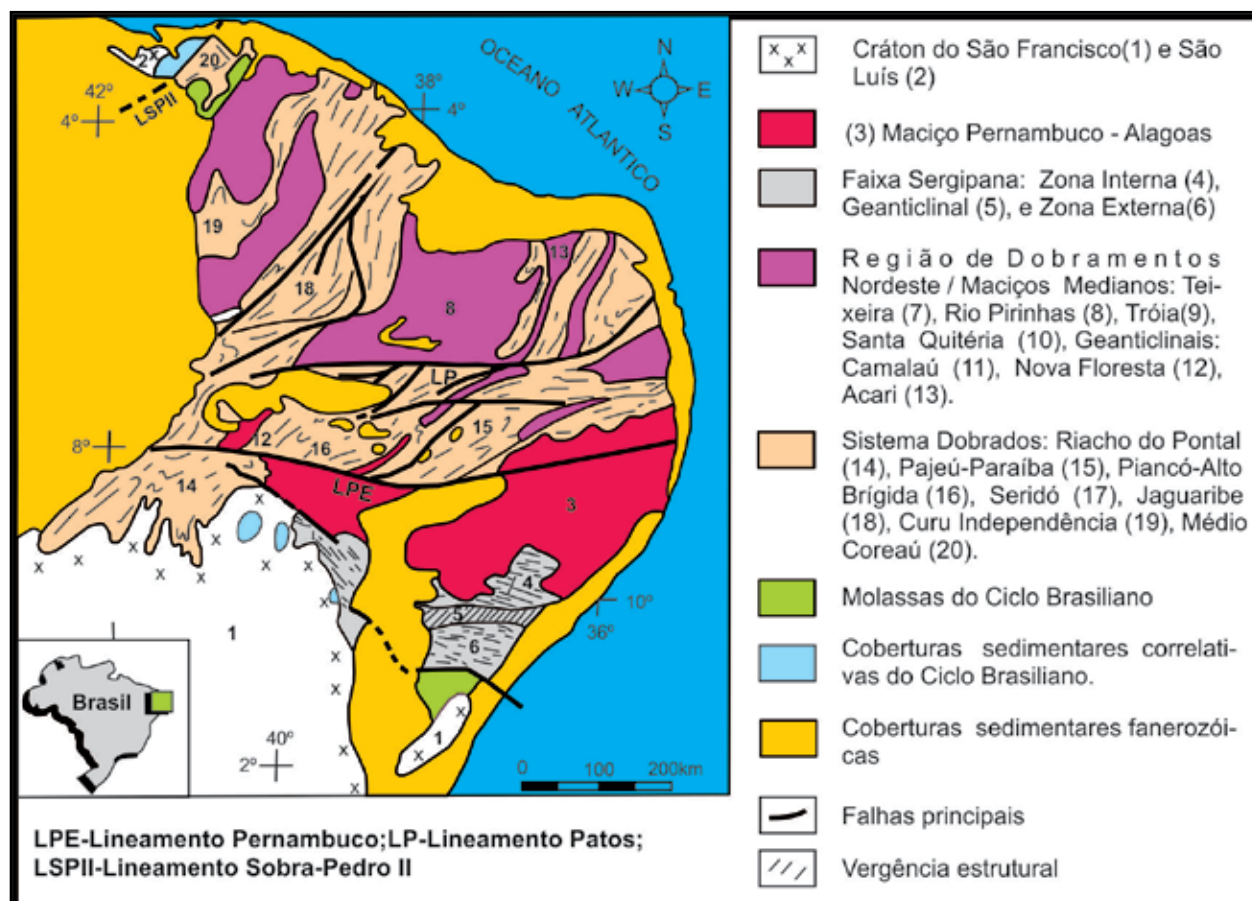 OCEANO ATLANTICO
N
W E
S
42º
4º
38º
4º
LSPII
2
x
20
19
18
13
8
LP
15
12
16
8º
14
LPE
3
4
5
6
10º
36º
1
1
40º
2º
Brasil
0 100 200km
LPE-Lineamento Pernambuco;LP-Lineamento Patos;
LSPII-Lineamento Sobra-Pedro II
x x x
Cráton do São Francisco(1) e São
Luís (2)
(3) Maciço Pernambuco - Alagoas
Faixa Sergipana: Zona Interna (4),
Geanticlinal (5), e Zona Externa(6)
Região de Dobramentos
Nordeste / Maciços Medianos: Tei-
xeira (7), Rio Pirinhas (8), Tróia(9),
Santa Quitéria (10), Geanticlinais:
Camalaú (11), Nova Floresta (12),
Acari (13).
Sistema Dobrados: Riacho do Pontal
(14), Pajeú-Paraíba (15), Piancó-Alto
Brígida (16), Seridó (17), Jaguaribe
(18), Curu Independência (19), Médio
Coreaú (20).
Molassas do Ciclo Brasiliano
Coberturas sedimentares correlati-
vas do Ciclo Brasiliano.
Coberturas sedimentares fanerozói-
cas
Falhas principais
Vergência estrutural